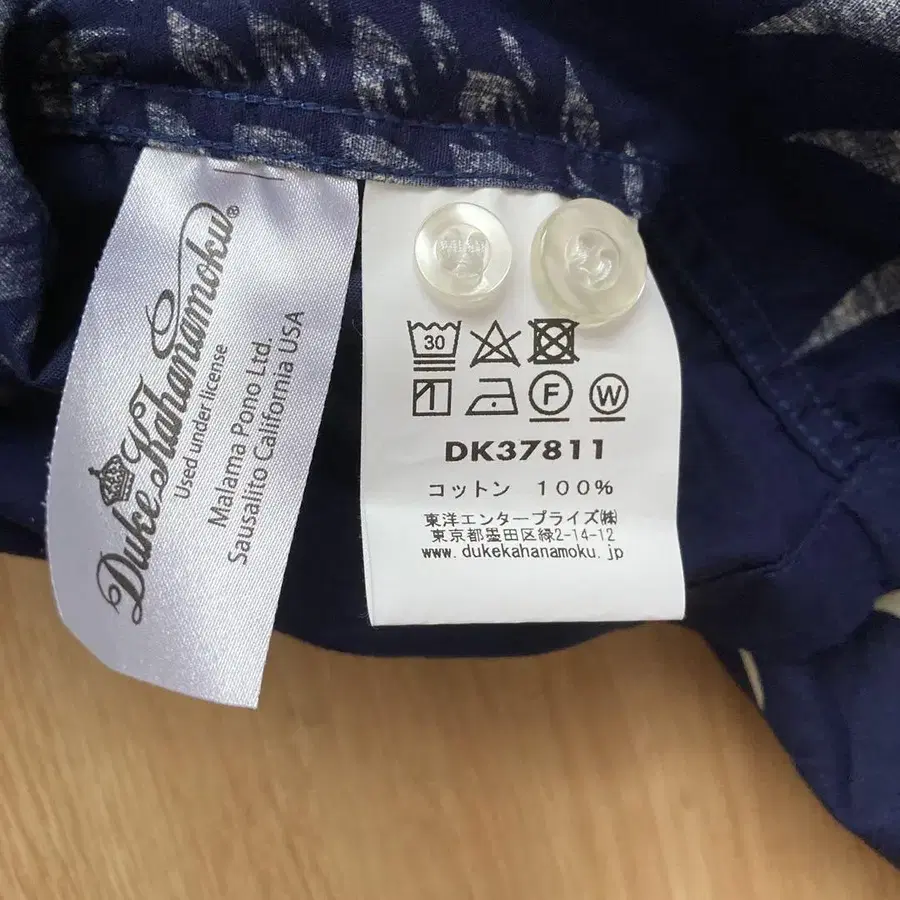 Duke Kahanamoku®
Used under license
Malama Pono Ltd.
Sausalito California USA
30
F W
DK37811
コットン 100%
東洋エンタープライズ㈱
東京都墨田区緑2-14-12
www.dukekahanamoku.jp